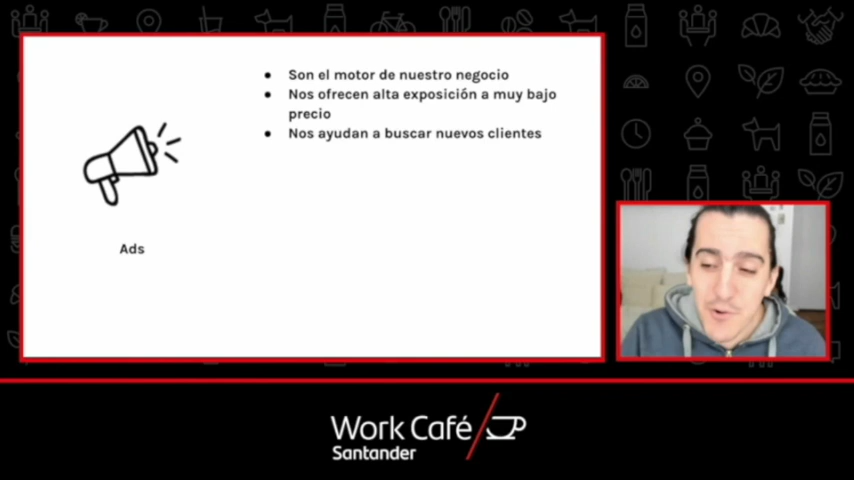 ● Son el motor de nuestro negocio
● Nos ofrecen alta exposición a muy bajo
precio
● Nos ayudan a buscar nuevos clientes
Ads
Work Café
Santander